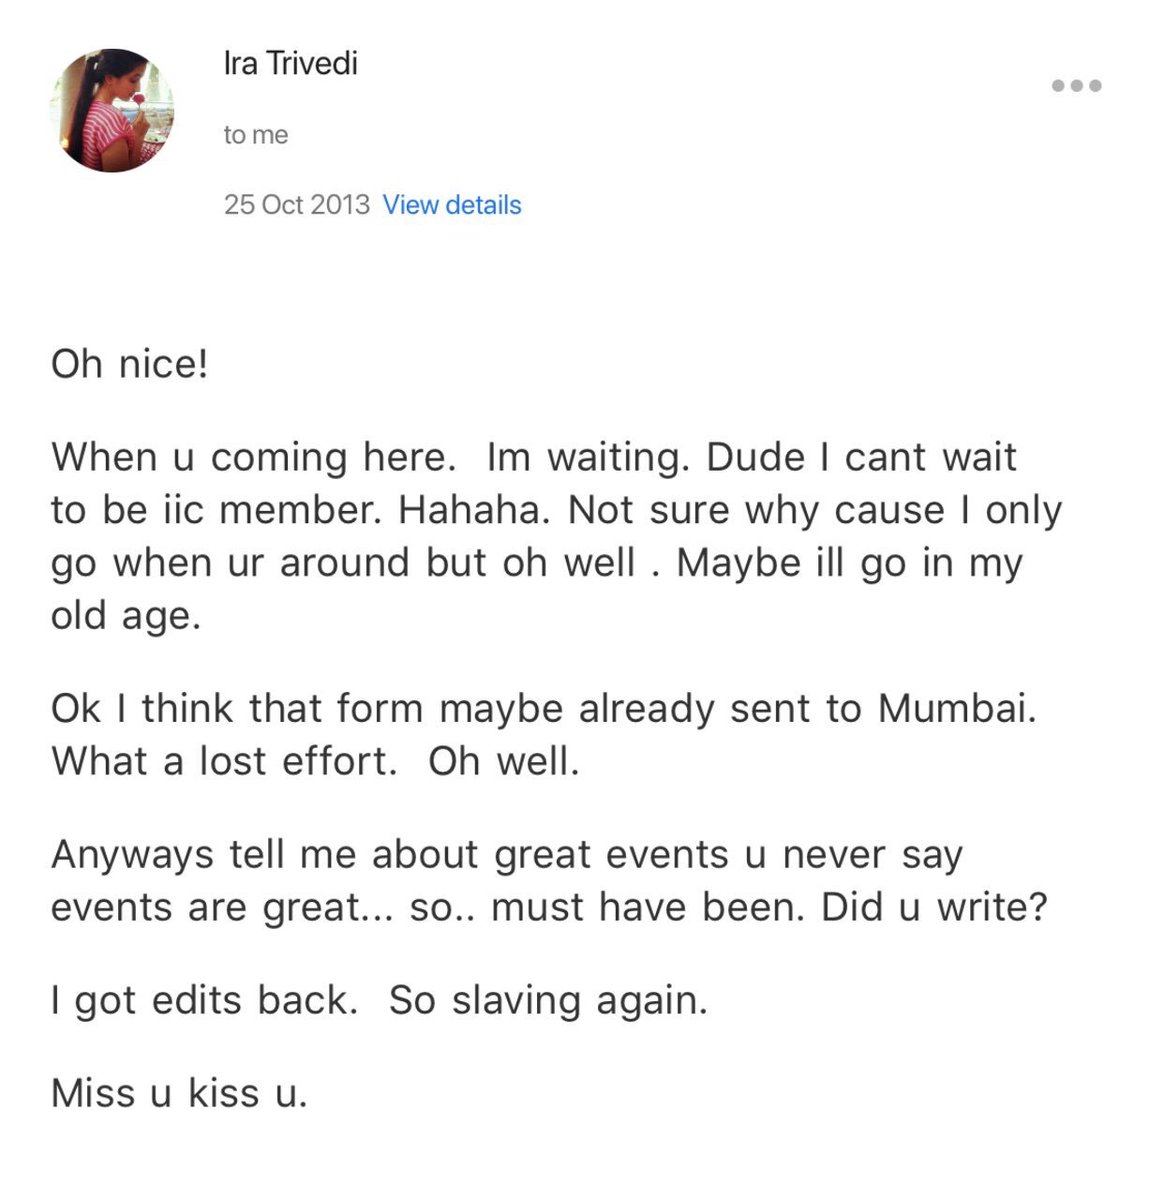 Ira Trivedi
to me
25 Oct 2013 View details
Oh nice!
When u coming here.  Im waiting. Dude I cant wait
to be iic member. Hahaha. Not sure why cause I only
go when ur around but oh well . Maybe ill go in my
old age.
Ok I think that form maybe already sent to Mumbai.
What a lost effort.  Oh well.
Anyways tell me about great events u never say
events are great... so.. must have been. Did u write?
I got edits back.  So slaving again.
Miss u kiss u.